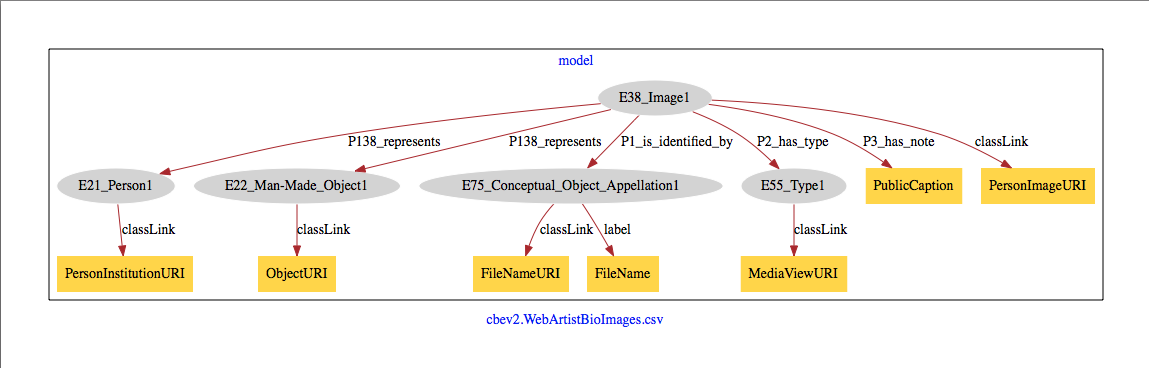 model
E38_Image1
P138_represents P138_represents P1_is_identified_by P2_has_type P3_has_note classLink
E21_Person1 E22_Man-Made_Object1 E75_Conceptual_Object_Appellation1 E55_Type1 PublicCaption PersonImageURI
classLink classLink classLink label classLink
PersonInstitutionURI ObjectURI FileNameURI FileName MediaViewURI
cbev2.WebArtistBioImages.csv